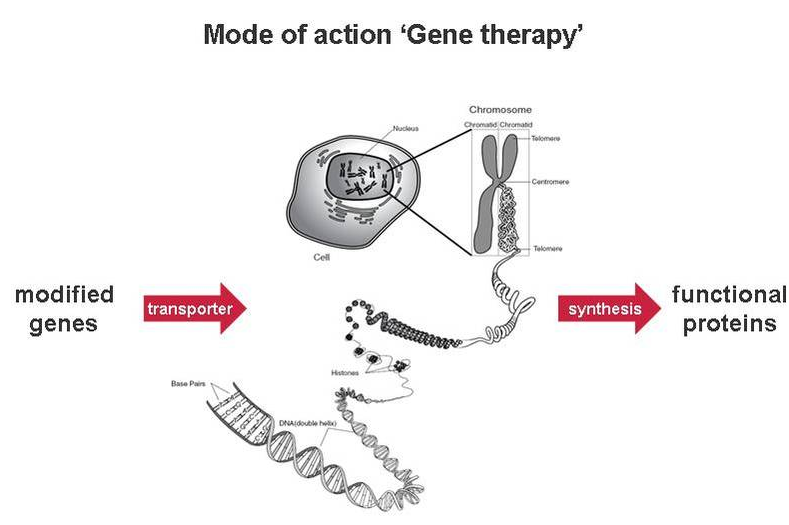 Mode of action ‘Gene therapy’
Chromosome
Chromatid Chromatid
Nucleus
Telomere
Centromere
Telomere
Cell
modified
genes
transporter
synthesis
functional
proteins
Histones
Base Pairs
DNA(double helix)